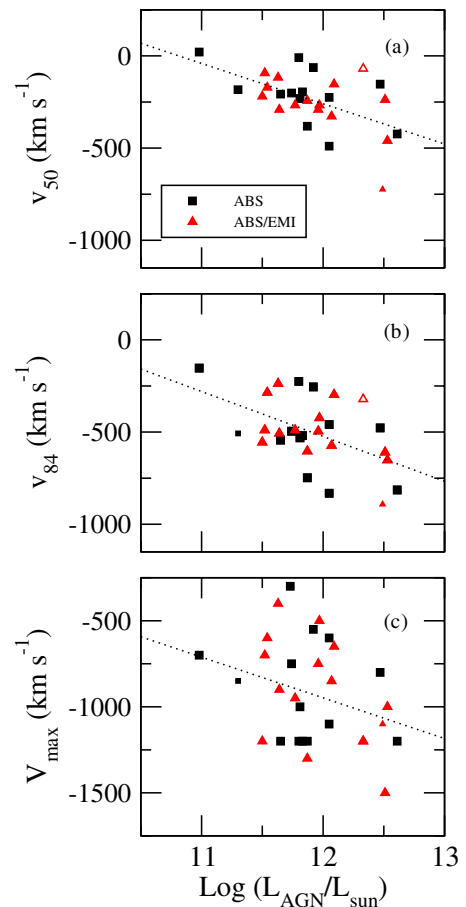 (a)
0
-500
-1000
v50 (km s-1)
ABS
ABS/EMI
(b)
0
-500
-1000
v84 (km s-1)
(c)
-500
-1000
-1500
Vmax (km s-1)
11 12 13
Log (LAGN/Lsun)